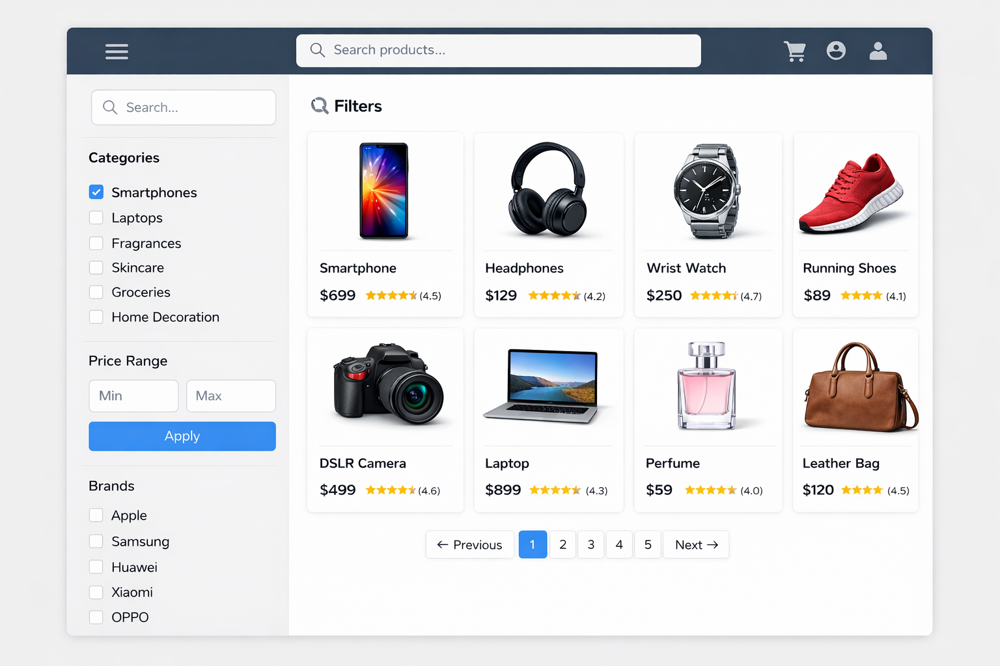 Search products...
Search...
Categories
Smartphones
Laptops
Fragrances
Skincare
Groceries
Home Decoration
Price Range
Min Max
Apply
Brands
Apple
Samsung
Huawei
Xiaomi
OPPO
Filters
Smartphone
$699 (4.5)
Headphones
$129 (4.2)
Wrist Watch
$250 (4.7)
Running Shoes
$89 (4.1)
DSLR Camera
$499 (4.6)
Laptop
$899 (4.3)
Perfume
$59 (4.0)
Leather Bag
$120 (4.5)
← Previous 1 2 3 4 5 Next →